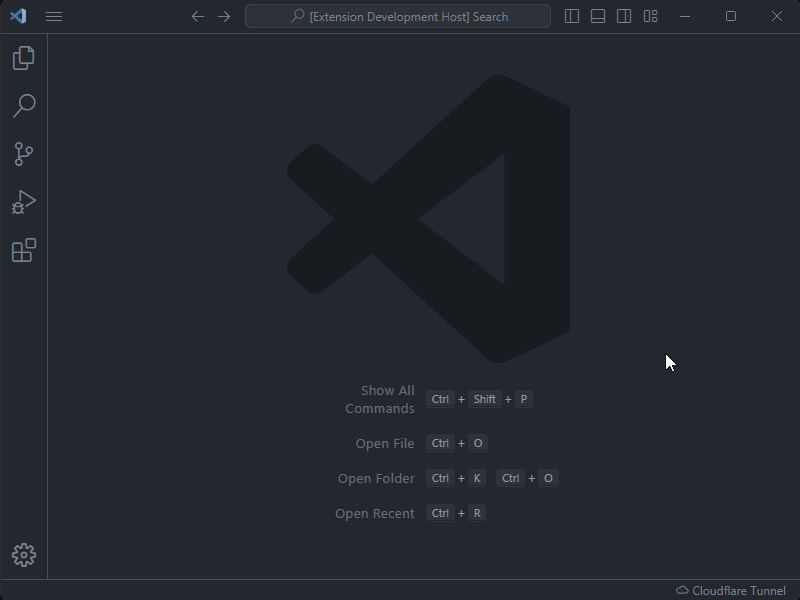 [Extension Development Host] Search
Show All
Commands
Ctrl + Shift + P
Open File Ctrl + O
Open Folder Ctrl + K Ctrl + O
Open Recent Ctrl + R
Cloudflare Tunnel